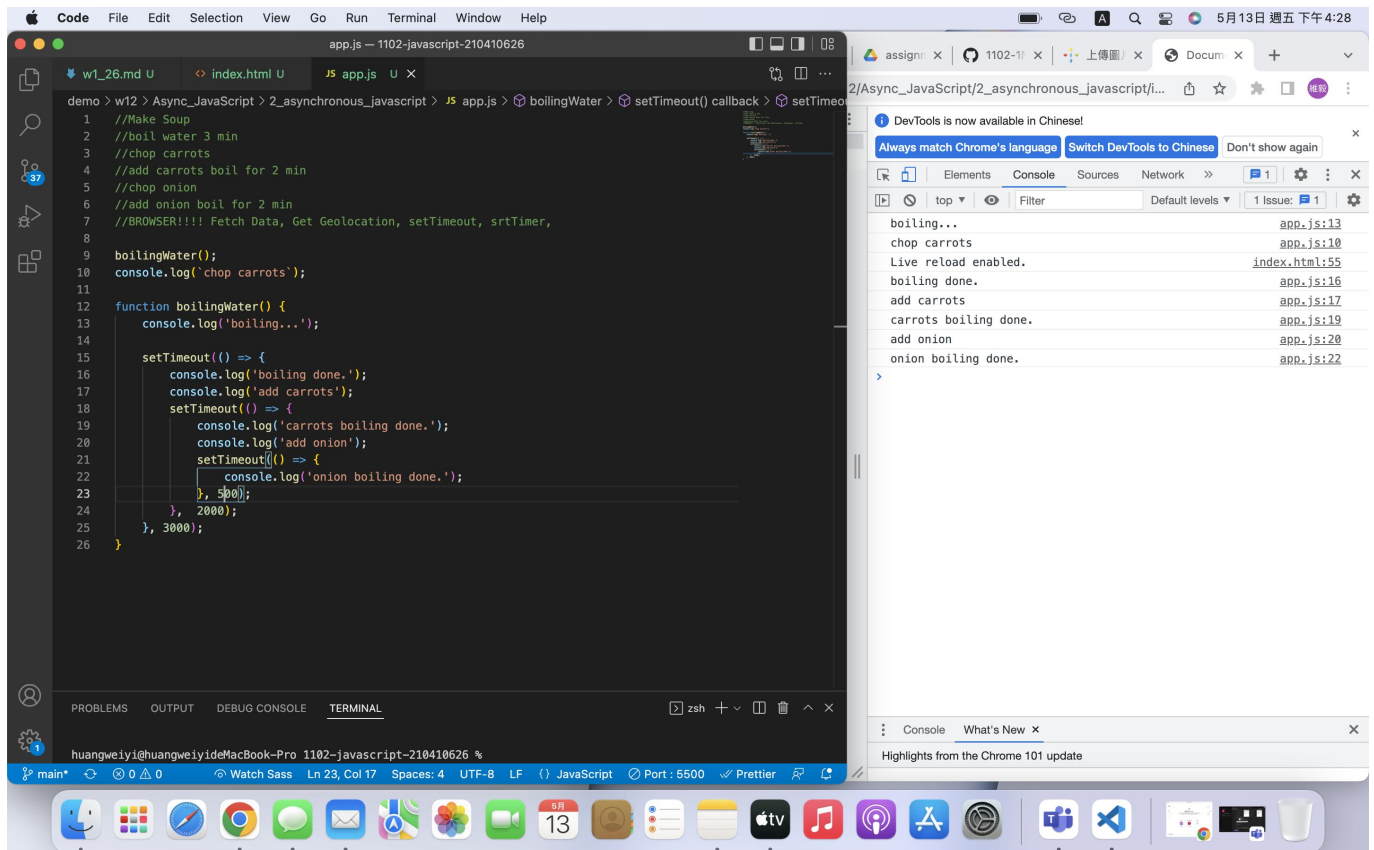 Code File Edit Selection View Go Run Terminal Window Help
A
5月13日 週五 下午4:28
app.js — 1102-javascript-210410626
w1_26.md U
index.html U
JS app.js U
demo > w12 > Async_JavaScript > 2_asynchronous_javascript > JS app.js > boilingWater > setTimeout() callback > setTimeou
1 //Make Soup
2 //boil water 3 min
3 //chop carrots
4 //add carrots boil for 2 min
5 //chop onion
6 //add onion boil for 2 min
7 //BROWSER!!!! Fetch Data, Get Geolocation, setTimeout, srtTimer,
8
9 boilingWater();
10 console.log(`chop carrots`);
11
12 function boilingWater() {
13 console.log('boiling...');
14
15 setTimeout(() => {
16 console.log('boiling done.');
17 console.log('add carrots');
18 setTimeout(() => {
19 console.log('carrots boiling done.');
20 console.log('add onion');
21 setTimeout(() => {
22 console.log('onion boiling done.');
23 }, 500);
24 }, 2000);
25 }, 3000);
26 }
37
1
PROBLEMS OUTPUT DEBUG CONSOLE TERMINAL
zsh
huangweiyi@huangweiyideMacBook-Pro 1102-javascript-210410626 %
main* 0 0 Watch Sass Ln 23, Col 17 Spaces: 4 UTF-8 LF {} JavaScript Port : 5500 Prettier
assignn
1102-1
上傳圖
Docum
2/Async_JavaScript/2_asynchronous_javascript/i...
DevTools is now available in Chinese!
Always match Chrome's language
Switch DevTools to Chinese
Don't show again
Elements Console Sources Network » 1
top Filter Default levels 1 Issue: 1
boiling... app.js:13
chop carrots app.js:10
Live reload enabled. index.html:55
boiling done. app.js:16
add carrots app.js:17
carrots boiling done. app.js:19
add onion app.js:20
onion boiling done. app.js:22
>
Console What's New
Highlights from the Chrome 101 update
5月
13
tv